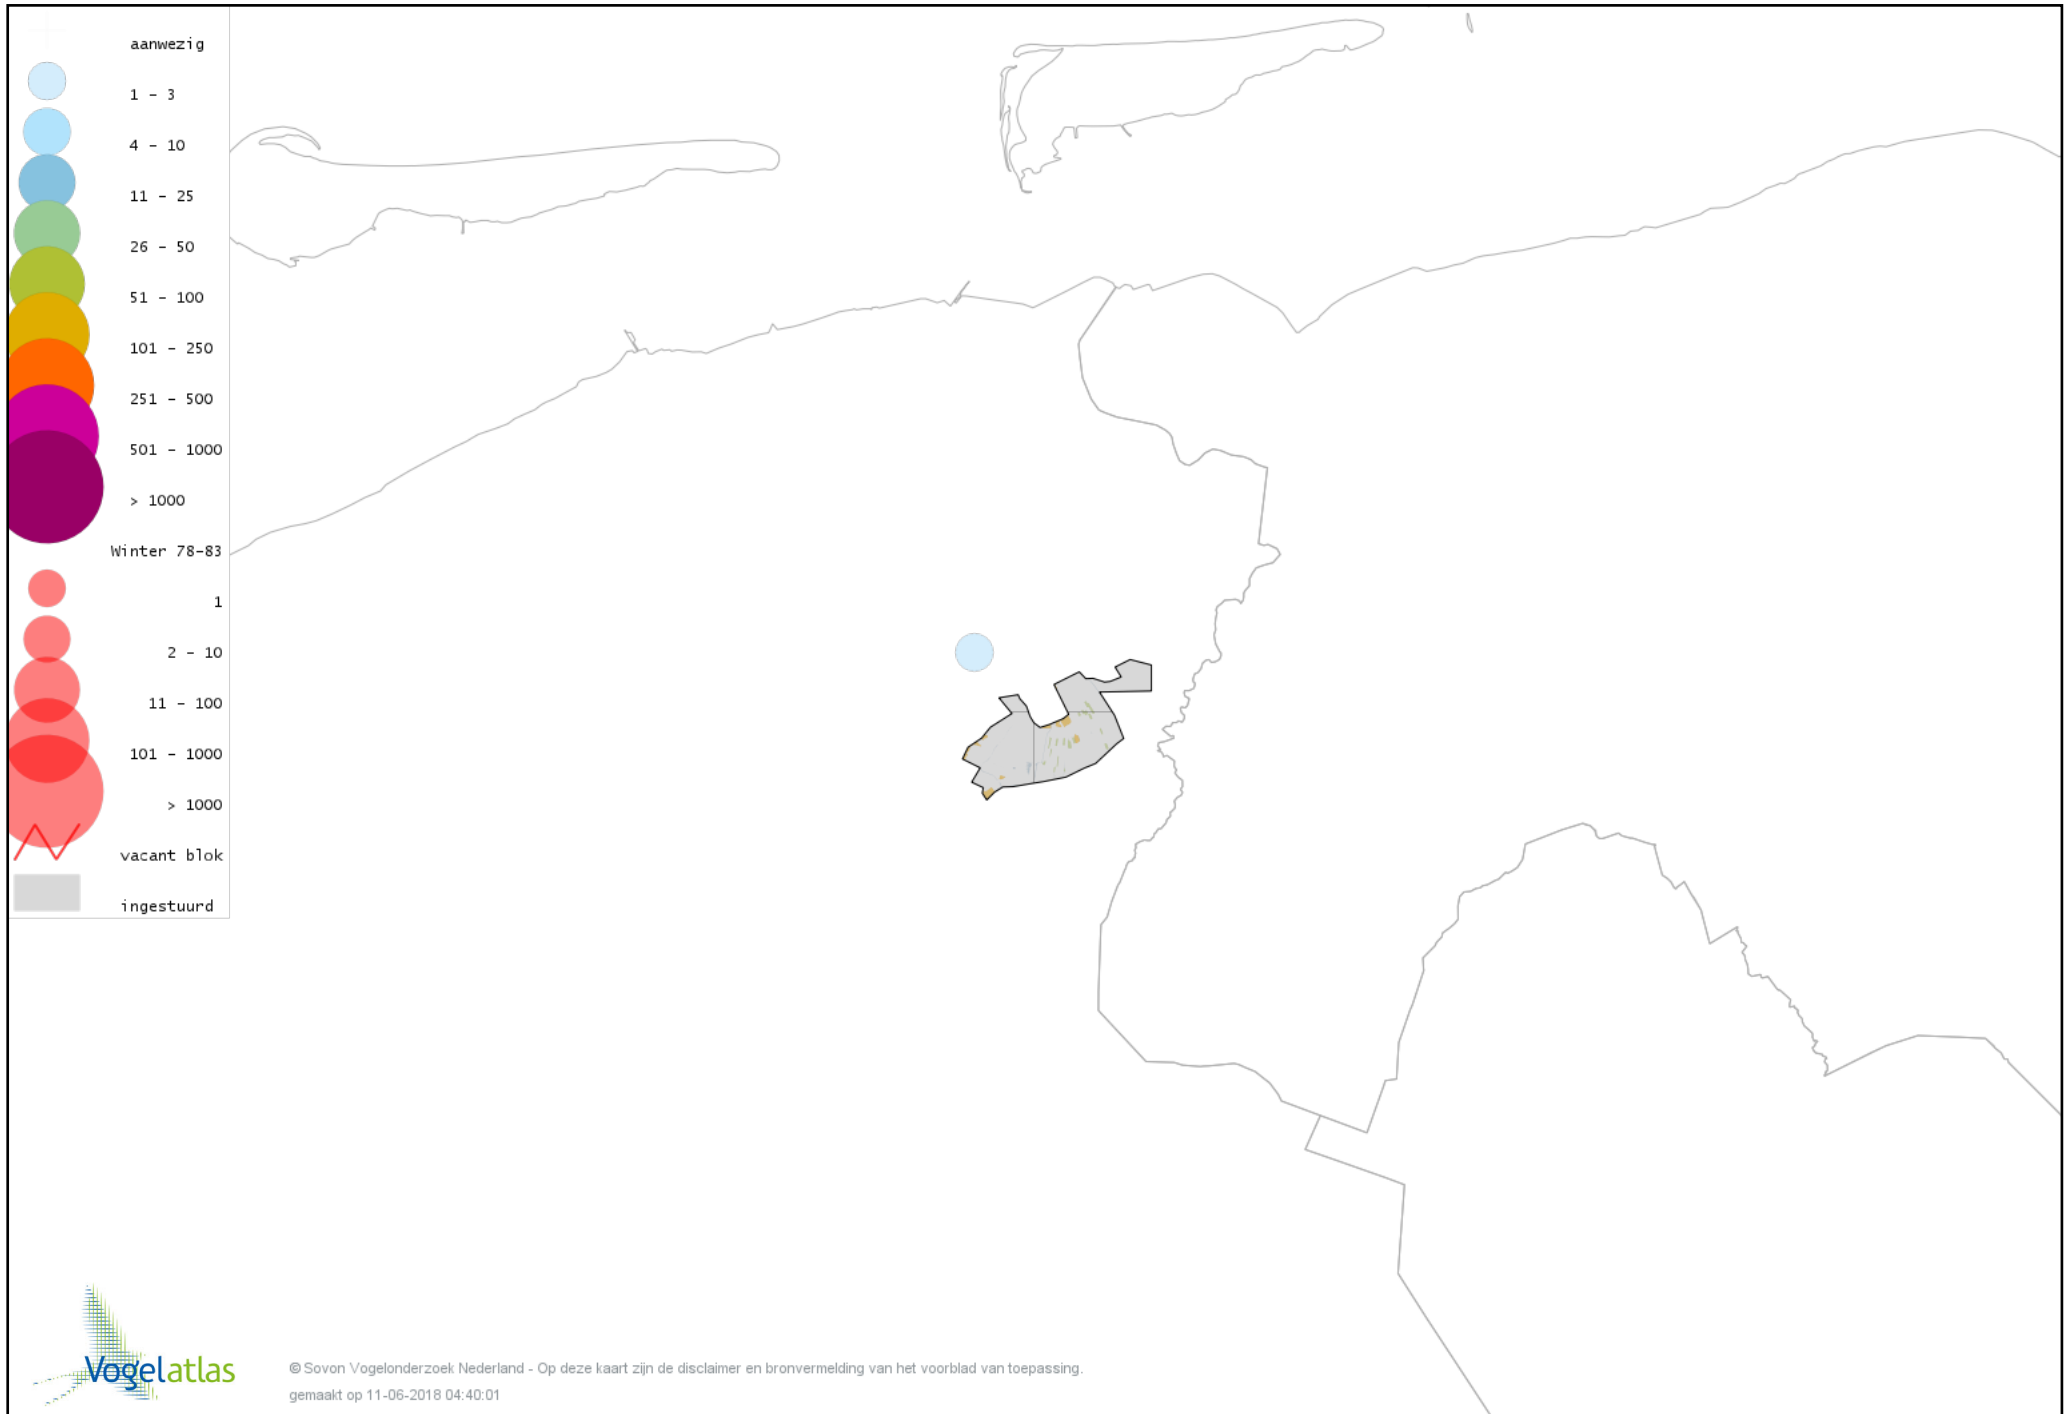 aanwezig
1 - 3
4 - 10
11 - 25
26 - 50
51 - 100
101 - 250
251 - 500
501 - 1000
> 1000
Winter 78-83
1
2 - 10
11 - 100
101 - 1000
> 1000
vacant blok
ingestuurd
Vogelatlas
© Sovon Vogelonderzoek Nederland - Op deze kaart zijn de disclaimer en bronvermelding van het voorblad van toepassing.
gemaakt op 11-06-2018 04:40:01